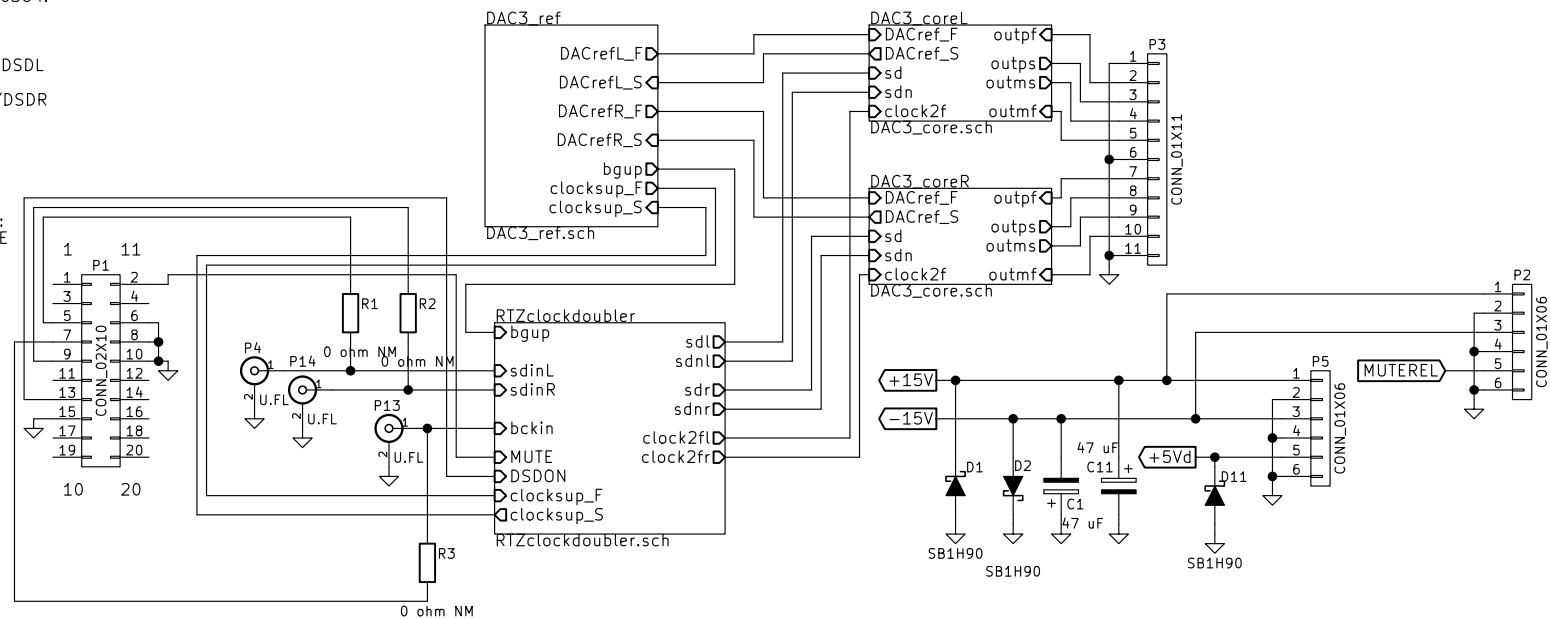 DSDL
DSDR
DAC3_ref
DACrefL_F
DACrefL_S
DACrefR_F
DACrefR_S
bgup
clocksup_F
clocksup_S
DAC3_ref.sch
DAC3_coreL
DACref_F
DACref_S
sd
sdn
clock2f
outpf
outps
outms
outmf
DAC3_core.sch
DAC3_coreR
DACref_F
DACref_S
sd
sdn
clock2f
outpf
outps
outms
outmf
DAC3_core.sch
P3
1
2
3
4
5
6
7
8
9
10
11
CONN_01X11
1 11
P1
1 2
3 4
5 6
7 8
9 10
11 12
13 14
15 16
17 18
19 20
CONN_02X10
10 20
R1
0 ohm NM
R2
0 ohm NM
P4
1
2
U.FL
P14
1
2
U.FL
P13
1
2
U.FL
R3
0 ohm NM
RTZclockdoubler
bgup
sdinL
sdinR
bckin
MUTE
DSDON
clocksup_F
clocksup_S
sdl
sdnl
sdr
sdnr
clock2fl
clock2fr
RTZclockdoubler.sch
+15V
-15V
D1
SB1H90
D2
SB1H90
+
C1
47 uF
47 uF
C11
+
+5Vd
D11
SB1H90
P5
1
2
3
4
5
6
CONN_01X06
MUTEREL
P2
1
2
3
4
5
6
CONN_01X06